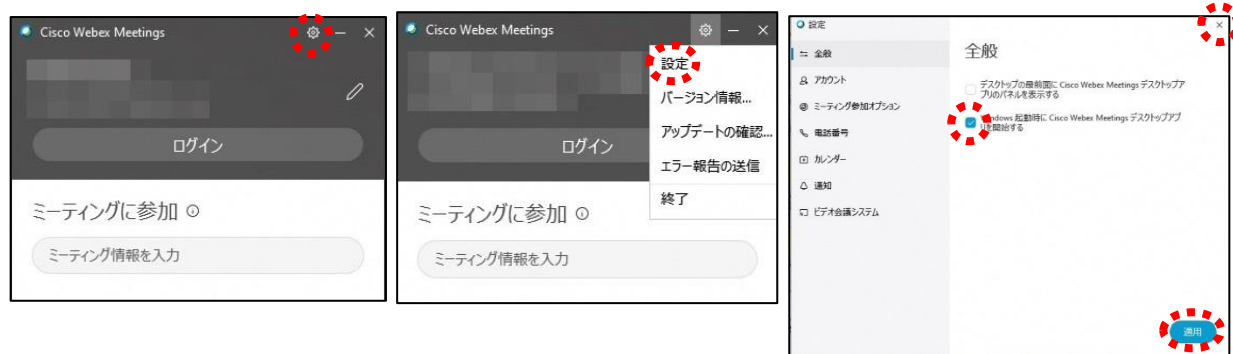 Cisco Webex Meetings
ログイン
ミーティングに参加
ミーティング情報を入力
Cisco Webex Meetings
設定
バージョン情報...
アップデートの確認...
エラー報告の送信
終了
ログイン
ミーティングに参加
ミーティング情報を入力
設定
全般
アカウント
ミーティング参加オプション
電話番号
カレンダー
通知
ビデオ会議システム
全般
デスクトップの最前面に Cisco Webex Meetings デスクトップア
プリのパネルを表示する
Windows 起動時に Cisco Webex Meetings デスクトップアプ
リを開始する
適用